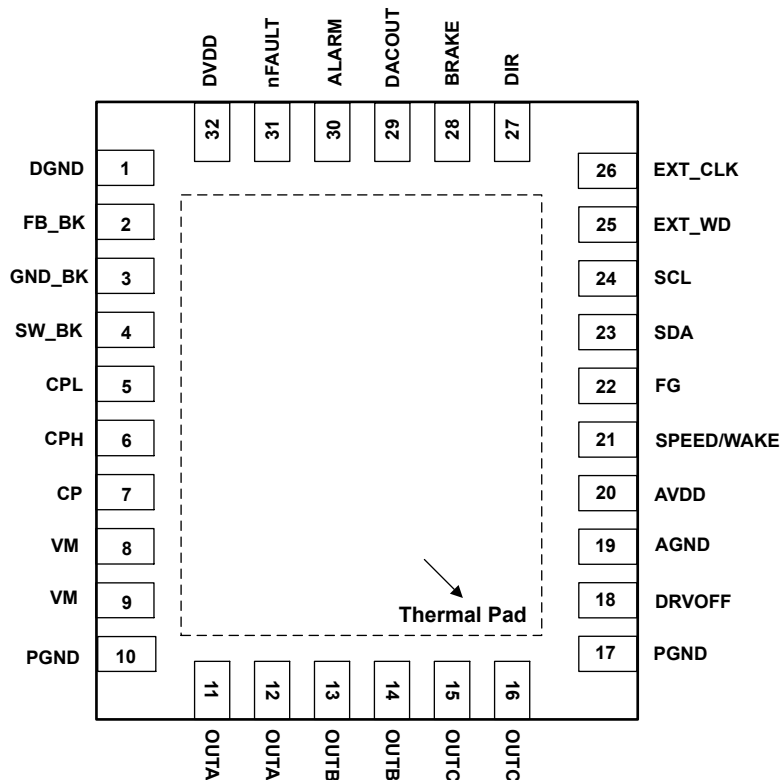 DVDD nFAULT ALARM DACOUT BRAKE DIR
32 31 30 29 28 27
DGND 1
FB_BK 2
GND_BK 3
SW_BK 4
CPL 5
CPH 6
CP 7
VM 8
VM 9
PGND 10
26 EXT_CLK
25 EXT_WD
24 SCL
23 SDA
22 FG
21 SPEED/WAKE
20 AVDD
19 AGND
18 DRVOFF
17 PGND
Thermal Pad
11 12 13 14 15 16
OUTA OUTA OUTB OUTB OUTC OUTC